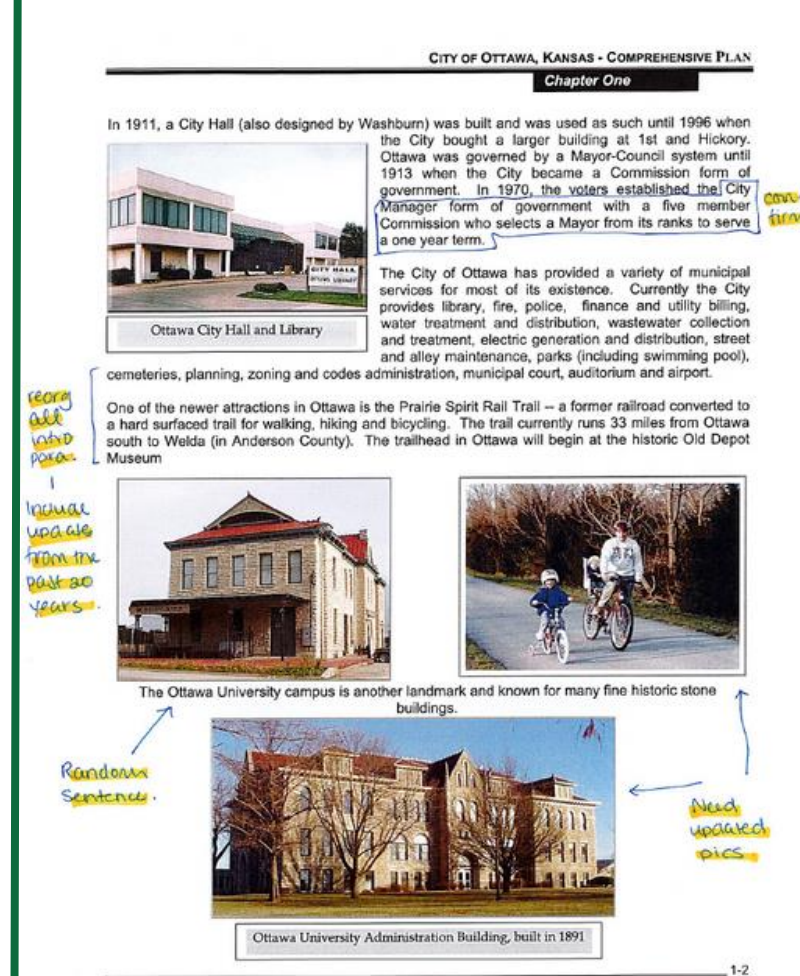 CITY OF OTTAWA, KANSAS - COMPREHENSIVE PLAN
Chapter One
In 1911, a City Hall (also designed by Washburn) was built and was used as such until 1996 when
the City bought a larger building at 1st and Hickory.
Ottawa was governed by a Mayor-Council system until
1913 when the City became a Commission form of
government. In 1970, the voters established the City
Manager form of government with a five member
Commission who selects a Mayor from its ranks to serve
a one year term.
con-
firm
CITY HALL
OTTAWA LIBRARY
Ottawa City Hall and Library
The City of Ottawa has provided a variety of municipal
services for most of its existence. Currently the City
provides library, fire, police, finance and utility billing,
water treatment and distribution, wastewater collection
and treatment, electric generation and distribution, street
and alley maintenance, parks (including swimming pool),
cemeteries, planning, zoning and codes administration, municipal court, auditorium and airport.
One of the newer attractions in Ottawa is the Prairie Spirit Rail Trail – a former railroad converted to
a hard surfaced trail for walking, hiking and bicycling. The trail currently runs 33 miles from Ottawa
south to Welda (in Anderson County). The trailhead in Ottawa will begin at the historic Old Depot
Museum
reorg
all
into
para.
Include
update
from the
past 20
years.
The Ottawa University campus is another landmark and known for many fine historic stone
buildings.
Random
Sentence.
Need
updated
pics
Ottawa University Administration Building, built in 1891
1-2